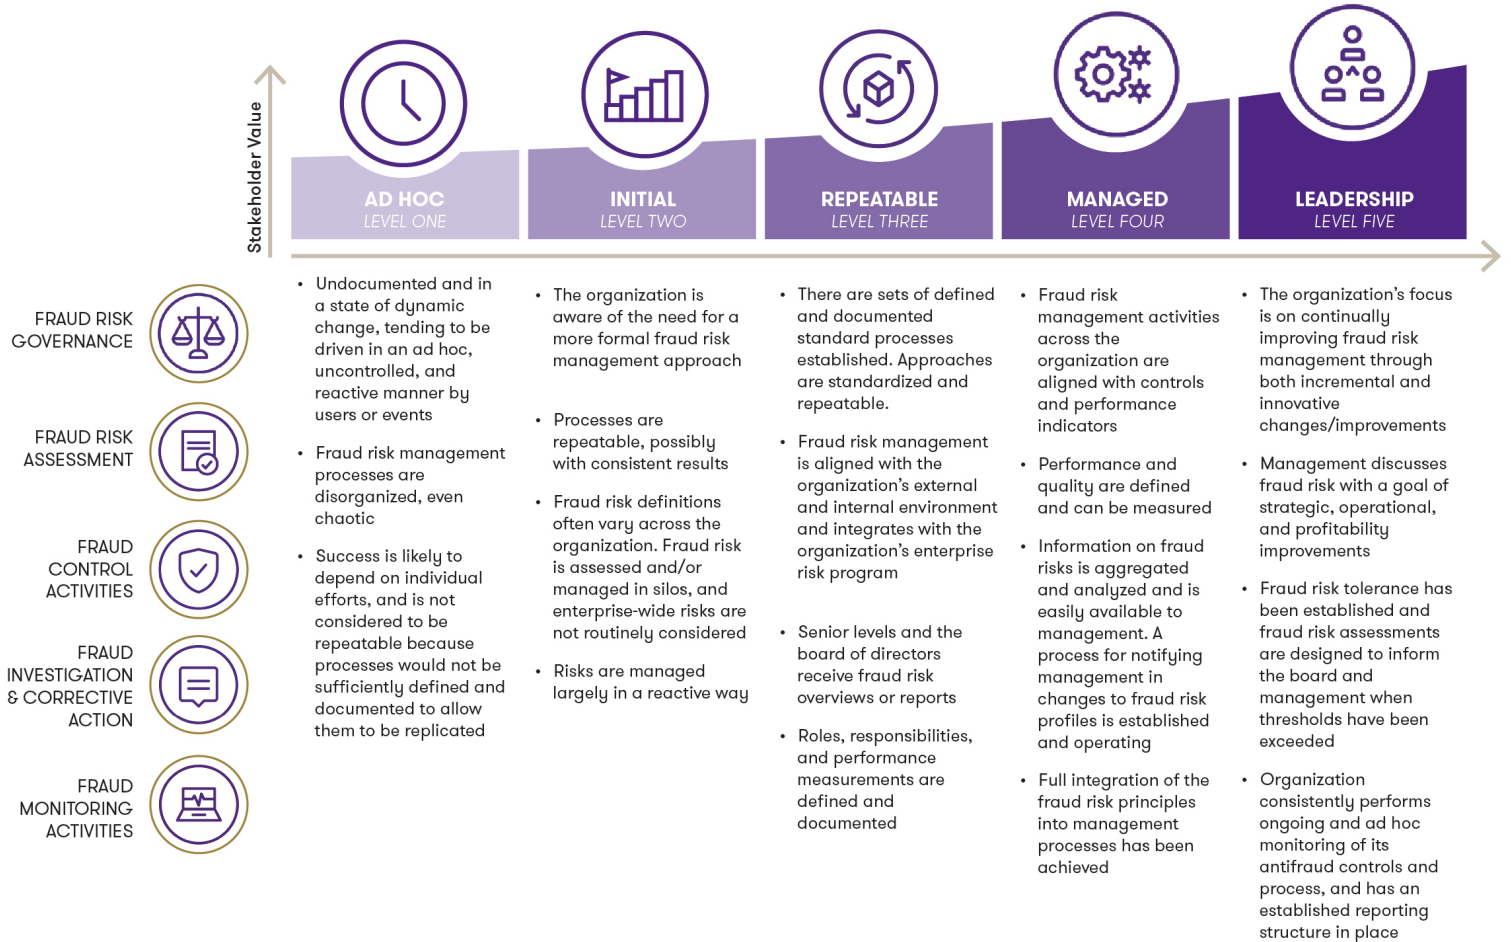 Stakeholder Value
AD HOC
LEVEL ONE
INITIAL
LEVEL TWO
REPEATABLE
LEVEL THREE
MANAGED
LEVEL FOUR
LEADERSHIP
LEVEL FIVE
FRAUD RISK
GOVERNANCE
FRAUD RISK
ASSESSMENT
FRAUD
CONTROL
ACTIVITIES
FRAUD
INVESTIGATION
& CORRECTIVE
ACTION
FRAUD
MONITORING
ACTIVITIES
• Undocumented and in
a state of dynamic
change, tending to be
driven in an ad hoc,
uncontrolled, and
reactive manner by
users or events
• Fraud risk management
processes are
disorganized, even
chaotic
• Success is likely to
depend on individual
efforts, and is not
considered to be
repeatable because
processes would not be
sufficiently defined and
documented to allow
them to be replicated
• The organization is
aware of the need for a
more formal fraud risk
management approach
• Processes are
repeatable, possibly
with consistent results
• Fraud risk definitions
often vary across the
organization. Fraud risk
is assessed and/or
managed in silos, and
enterprise-wide risks are
not routinely considered
• Risks are managed
largely in a reactive way
• There are sets of defined
and documented
standard processes
established. Approaches
are standardized and
repeatable.
• Fraud risk management
is aligned with the
organization's external
and internal environment
and integrates with the
organization's enterprise
risk program
• Senior levels and the
board of directors
receive fraud risk
overviews or reports
• Roles, responsibilities,
and performance
measurements are
defined and
documented
• Fraud risk
management activities
across the
organization are
aligned with controls
and performance
indicators
• Performance and
quality are defined
and can be measured
• Information on fraud
risks is aggregated
and analyzed and is
easily available to
management. A
process for notifying
management in
changes to fraud risk
profiles is established
and operating
• Full integration of the
fraud risk principles
into management
processes has been
achieved
• The organization's focus
is on continually
improving fraud risk
management through
both incremental and
innovative
changes/improvements
• Management discusses
fraud risk with a goal of
strategic, operational,
and profitability
improvements
• Fraud risk tolerance has
been established and
fraud risk assessments
are designed to inform
the board and
management when
thresholds have been
exceeded
• Organization
consistently performs
ongoing and ad hoc
monitoring of its
antifraud controls and
process, and has an
established reporting
structure in place